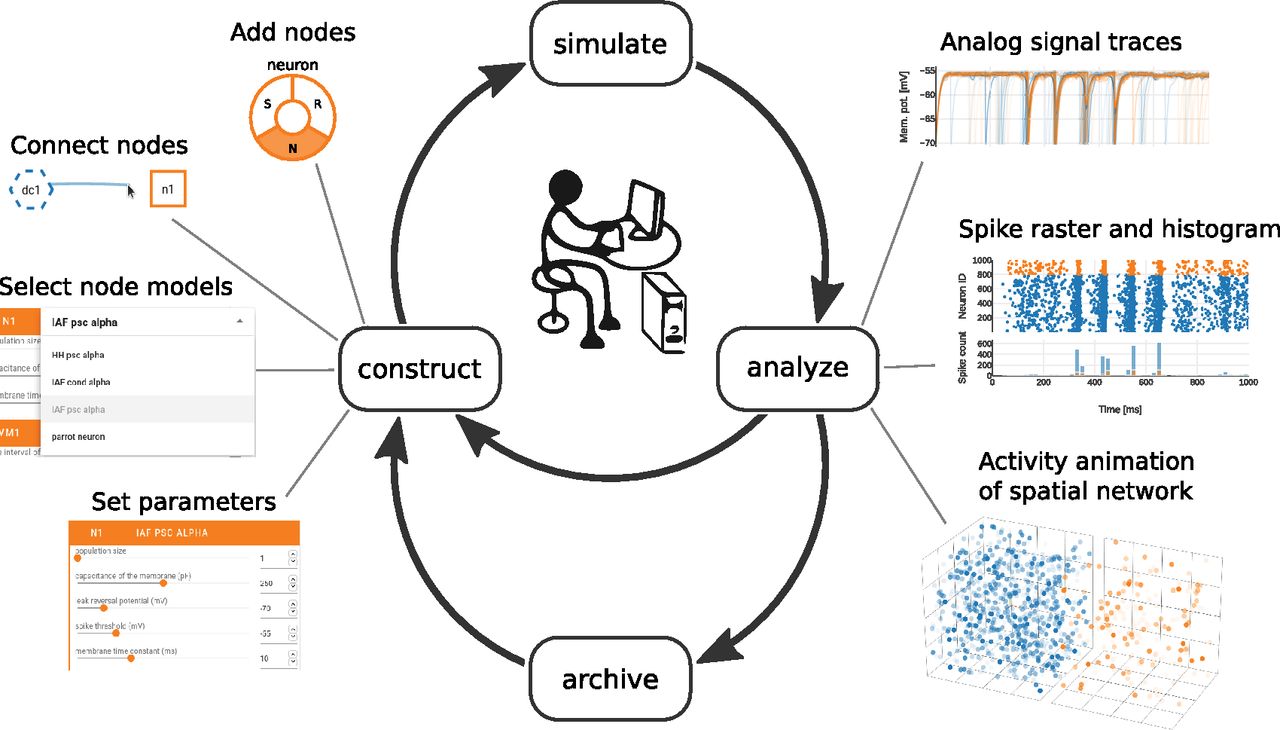 simulate
Add nodes
neuron
S
R
N
Connect nodes
dc1
n1
Select node models
N1
IAF psc alpha
HH psc alpha
IAF cond alpha
IAF psc alpha
parrot neuron
ulation size
acitance of
mbrane time
VM1
interval of
construct
Set parameters
N1 IAF PSC ALPHA
population size
1
capacitance of the membrane (pF)
250
leak reversal potential (mV)
-70
spike threshold (mV)
-55
membrane time constant (ms)
10
Analog signal traces
Mem. pot. [mV]
−55
−60
−65
−70
Spike raster and histogram
Neuron ID
1000
800
600
400
200
Spike count
600
400
200
0
0 200 400 600 800 1000
Time [ms]
analyze
Activity animation
of spatial network
archive